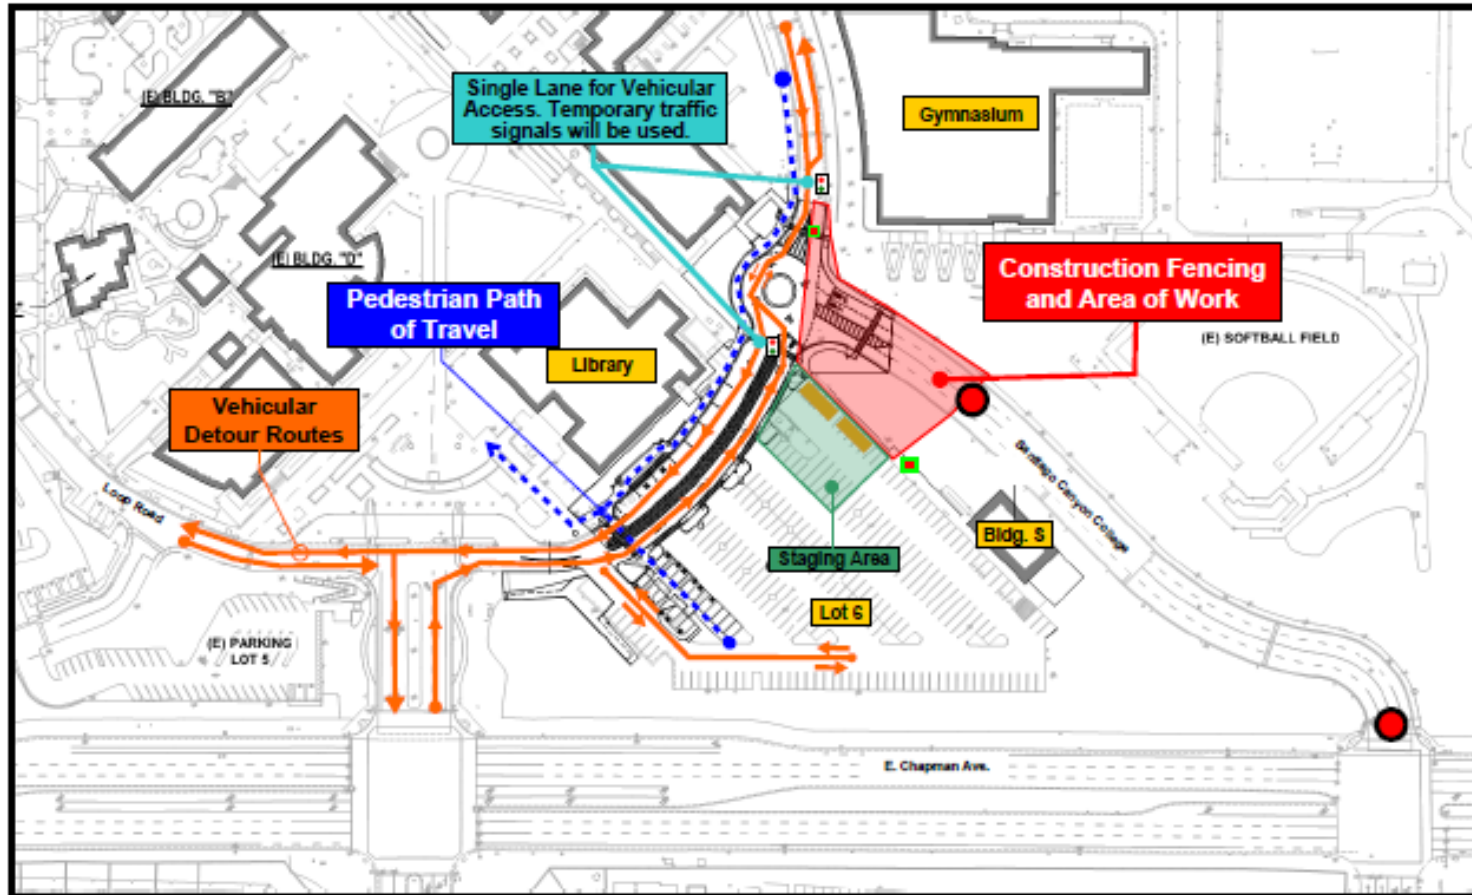 (E) BLDG. "B"
Single Lane for Vehicular
Access. Temporary traffic
signals will be used.
Gymnasium
(E) BLDG. "D"
Construction Fencing
and Area of Work
Pedestrian Path
of Travel
(E) SOFTBALL FIELD
Library
Vehicular
Detour Routes
Loop Road
Santiago Canyon College
Bldg. S
Staging Area
Lot 6
(E) PARKING
LOT 5
E. Chapman Ave.